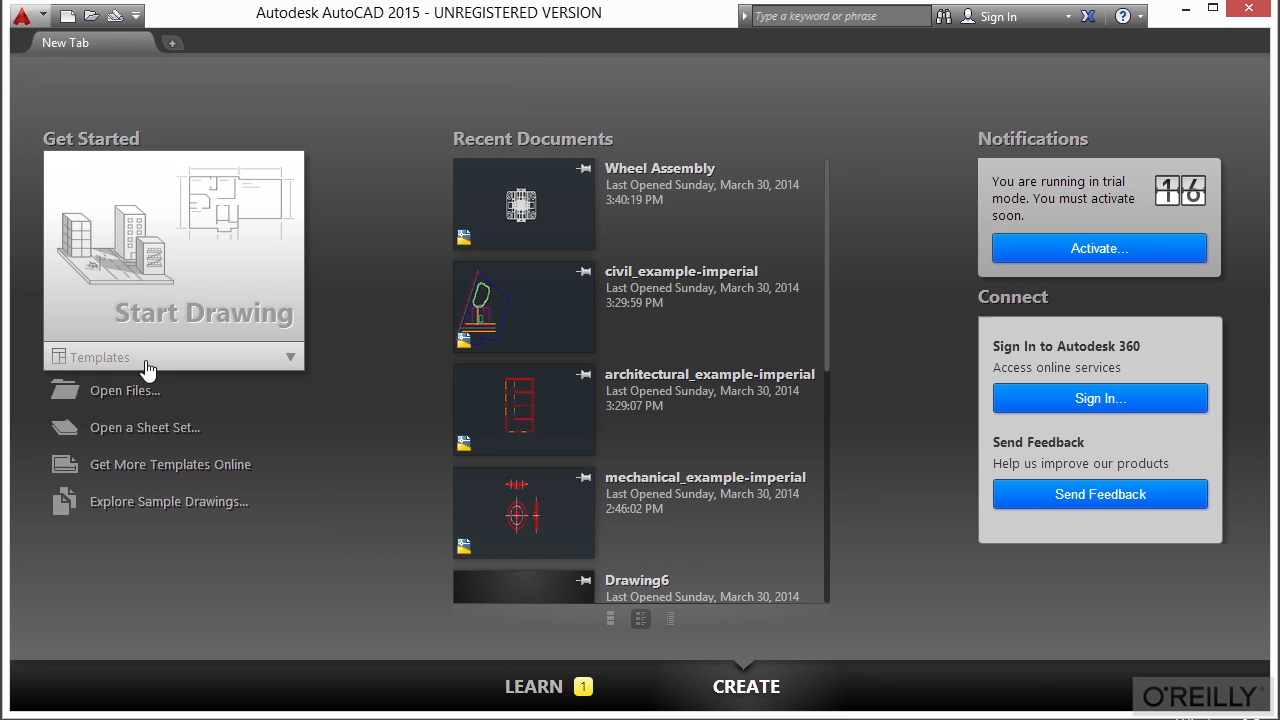 Autodesk AutoCAD 2015 - UNREGISTERED VERSION
Type a keyword or phrase
Sign In
New Tab
Get Started
Start Drawing
Templates
Open Files...
Open a Sheet Set...
Get More Templates Online
Explore Sample Drawings...
Recent Documents
Wheel Assembly
Last Opened Sunday, March 30, 2014
3:40:19 PM
civil_example-imperial
Last Opened Sunday, March 30, 2014
3:29:59 PM
architectural_example-imperial
Last Opened Sunday, March 30, 2014
3:29:07 PM
mechanical_example-imperial
Last Opened Sunday, March 30, 2014
2:46:02 PM
Drawing6
Last Opened Sunday, March 30, 2014
Notifications
You are running in trial
mode. You must activate
soon.
16
Activate...
Connect
Sign In to Autodesk 360
Access online services
Sign In...
Send Feedback
Help us improve our products
Send Feedback
LEARN 1
CREATE
O'REILLY